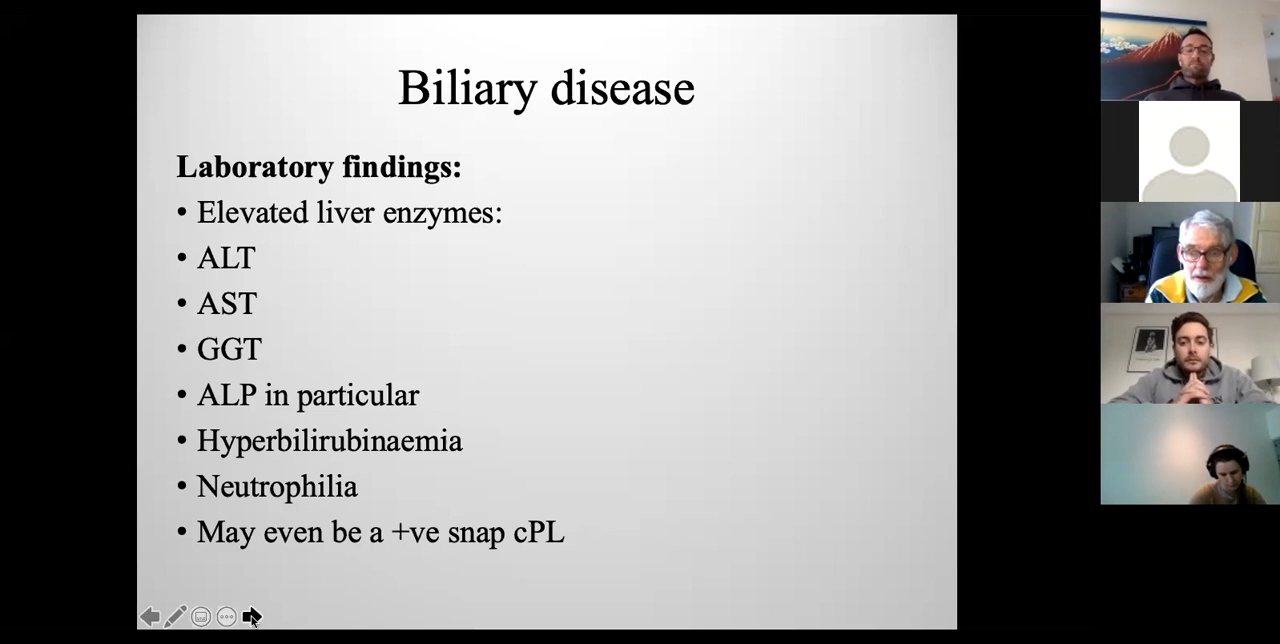 Biliary disease
Laboratory findings:
• Elevated liver enzymes:
• ALT
• AST
• GGT
• ALP in particular
• Hyperbilirubinaemia
• Neutrophilia
• May even be a +ve snap cPL